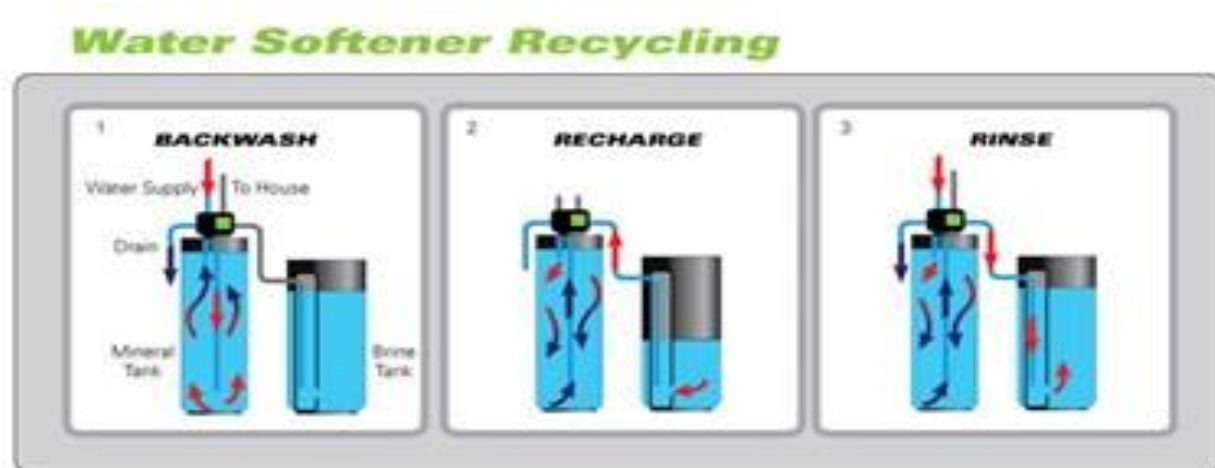 Water Softener Recycling
1
BACKWASH
Water Supply
To House
Drain
Mineral
Tank
Brine
Tank
2
RECHARGE
3
RINSE